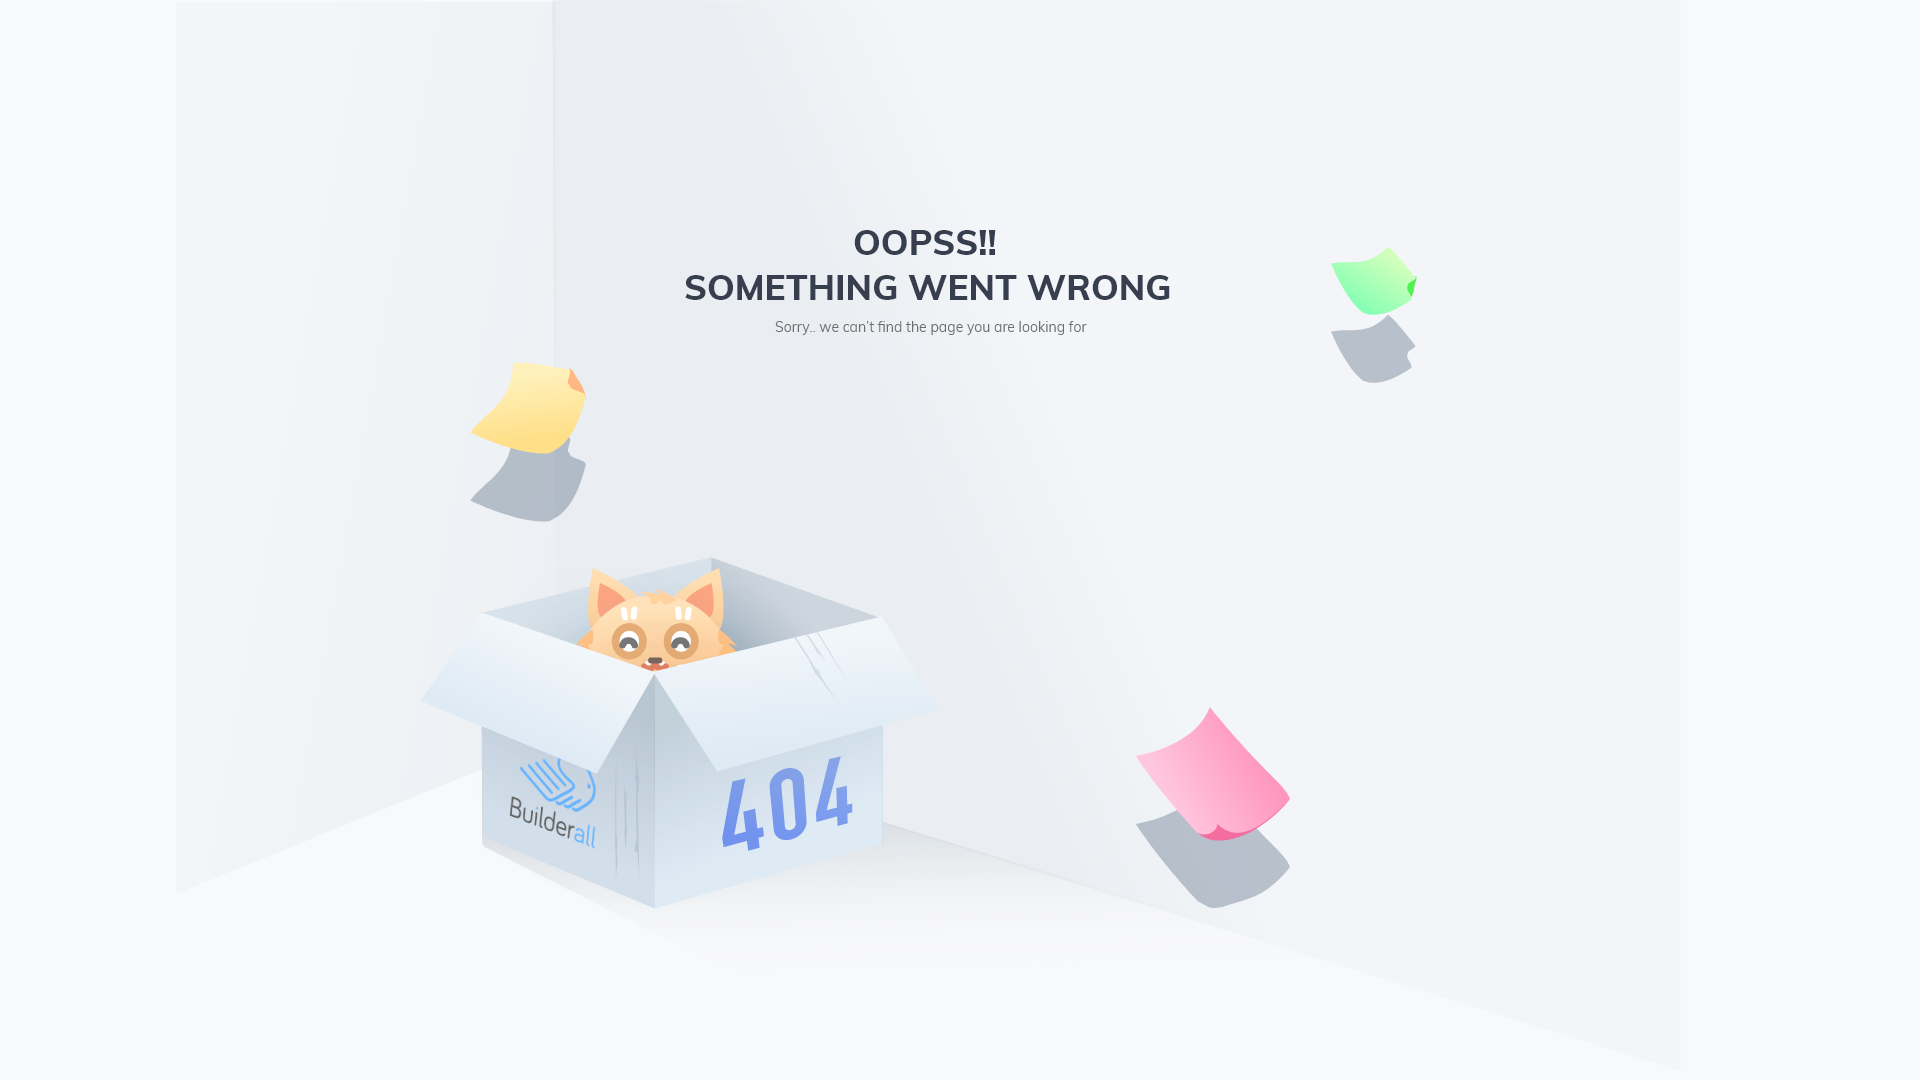 OOPSS!!
SOMETHING WENT WRONG
Sorry.. we can't find the page you are looking for
Builderall
404